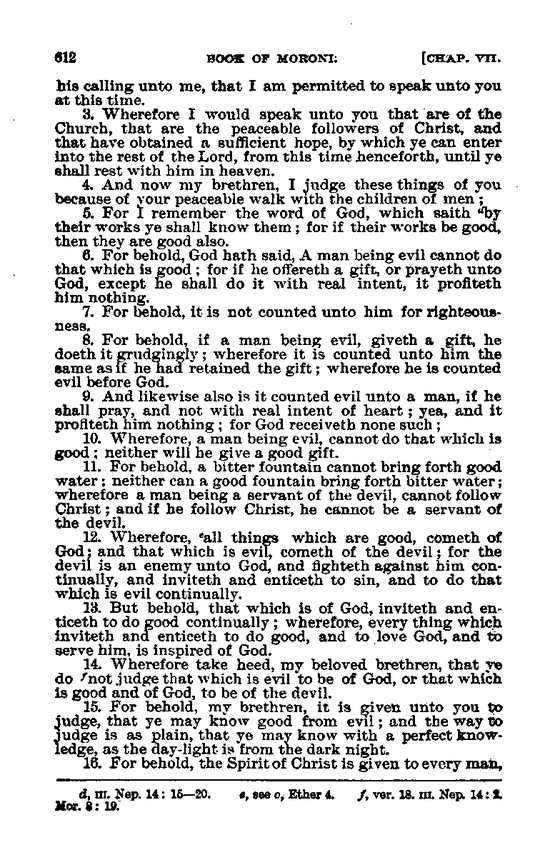 612 BOOK OF MORONI. [CHAP. VII.
his calling unto me, that I am permitted to speak unto you
at this time.
3. Wherefore I would speak unto you that are of the
Church, that are the peaceable followers of Christ, and
that have obtained a sufficient hope, by which ye can enter
into the rest of the Lord, from this time henceforth, until ye
shall rest with him in heaven.
4. And now my brethren, I judge these things of you
because of your peaceable walk with the children of men;
5. For I remember the word of God, which saith ᵈby
their works ye shall know them; for if their works be good,
then they are good also.
6. For behold, God hath said, A man being evil cannot do
that which is good; for if he offereth a gift, or prayeth unto
God, except he shall do it with real intent, it profiteth
him nothing.
7. For behold, it is not counted unto him for righteous-
ness.
8. For behold, if a man being evil, giveth a gift, he
doeth it grudgingly; wherefore it is counted unto him the
same as if he had retained the gift; wherefore he is counted
evil before God.
9. And likewise also is it counted evil unto a man, if he
shall pray, and not with real intent of heart; yea, and it
profiteth him nothing; for God receiveth none such;
10. Wherefore, a man being evil, cannot do that which is
good; neither will he give a good gift.
11. For behold, a bitter fountain cannot bring forth good
water; neither can a good fountain bring forth bitter water;
wherefore a man being a servant of the devil, cannot follow
Christ; and if he follow Christ, he cannot be a servant of
the devil.
12. Wherefore, ᵉall things which are good, cometh of
God; and that which is evil, cometh of the devil; for the
devil is an enemy unto God, and fighteth against him con-
tinually, and inviteth and enticeth to sin, and to do that
which is evil continually.
13. But behold, that which is of God, inviteth and en-
ticeth to do good continually; wherefore, every thing which
inviteth and enticeth to do good, and to love God, and to
serve him, is inspired of God.
14. Wherefore take heed, my beloved brethren, that ye
do ᶠnot judge that which is evil to be of God, or that which
is good and of God, to be of the devil.
15. For behold, my brethren, it is given unto you to
judge, that ye may know good from evil; and the way to
judge is as plain, that ye may know with a perfect know-
ledge, as the day-light is from the dark night.
16. For behold, the Spirit of Christ is given to every man,
d, III. Nep. 14: 15—20. e, see c, Ether 4. f, ver. 18. III. Nep. 14: 2.
Mor. 8: 19.